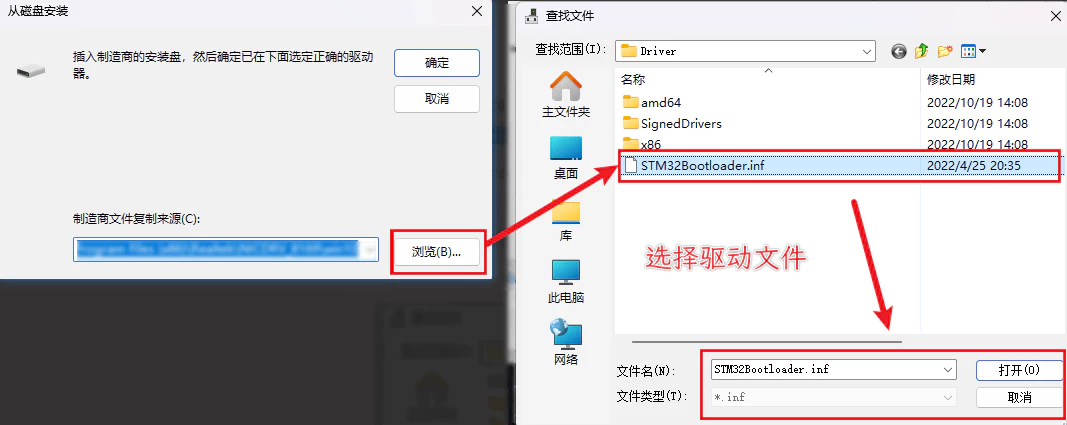 从磁盘安装
插入制造商的安装盘，然后确定已在下面选定正确的驱动
器。
确定
取消
制造商文件复制来源(C):
浏览(B)...
查找文件
查找范围(I):
Driver
名称
修改日期
amd64
2022/10/19 14:08
SignedDrivers
2022/10/19 14:08
x86
2022/10/19 14:08
STM32Bootloader.inf
2022/4/25 20:35
主文件夹
桌面
库
此电脑
网络
选择驱动文件
文件名(N):
STM32Bootloader.inf
打开(O)
文件类型(T):
*.inf
取消